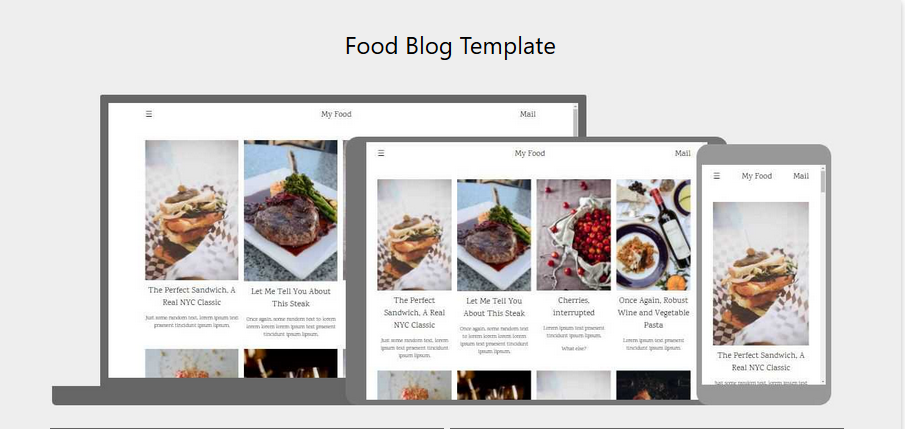 Food Blog Template
☰ My Food Mail
The Perfect Sandwich, A
Real NYC Classic
Just some random text, lorem ipsum text
praesent tincidunt ipsum lipsum.
Let Me Tell You About
This Steak
Once again, some random text to lorem
lorem lorem lorem ipsum text praesent
tincidunt ipsum lipsum.
☰ My Food Mail
The Perfect
Sandwich, A Real
NYC Classic
Just some random text, lorem
ipsum text praesent tincidunt
ipsum lipsum.
Let Me Tell You
About This Steak
Once again, some random text
to lorem lorem lorem lorem
ipsum text praesent tincidunt
ipsum lipsum.
Cherries,
interrupted
Lorem ipsum text praesent
tincidunt ipsum lipsum.
What else?
Once Again, Robust
Wine and Vegetable
Pasta
Lorem ipsum text praesent
tincidunt ipsum lipsum.
☰ My Food Mail
The Perfect Sandwich, A
Real NYC Classic
Just some random text, lorem ipsum text